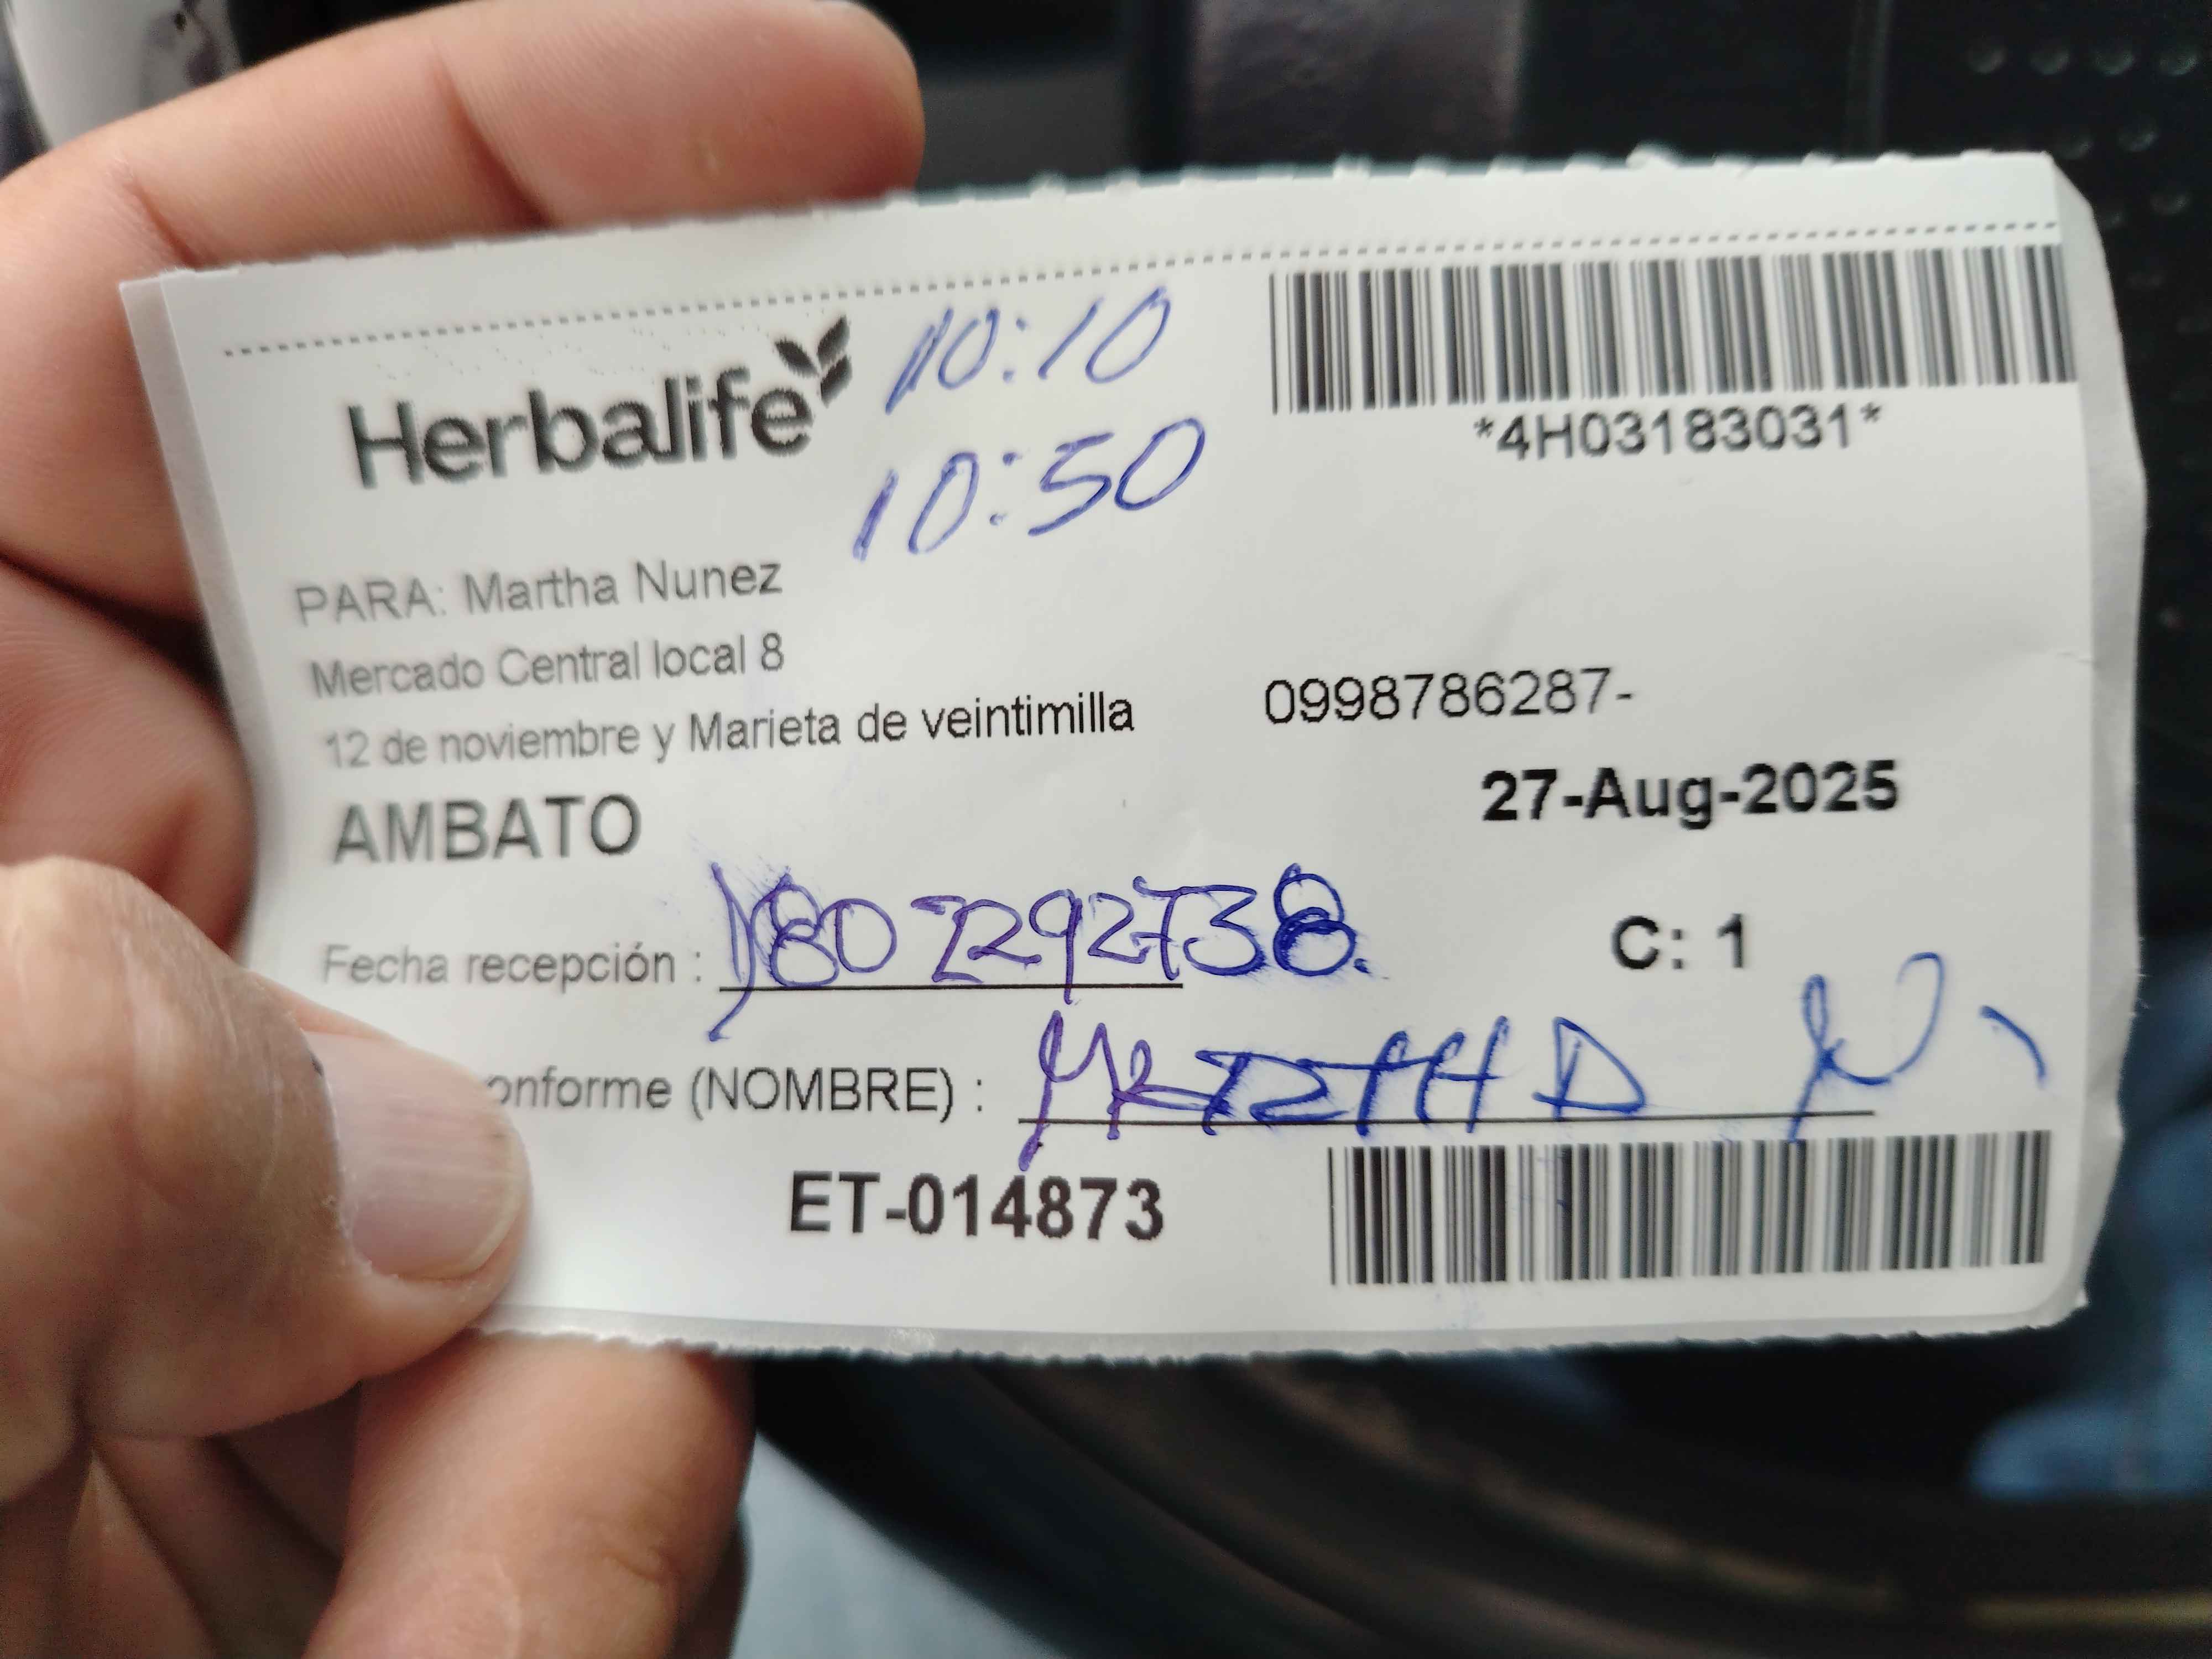 Herbalife
10:10
10:50
*4H03183031*
PARA: Martha Nunez
Mercado Central local 8
12 de noviembre y Marieta de veintimilla
0998786287-
AMBATO
27-Aug-2025
Fecha recepción : 1802292738.
C: 1
onforme (NOMBRE) : MARTHA N.
ET-014873